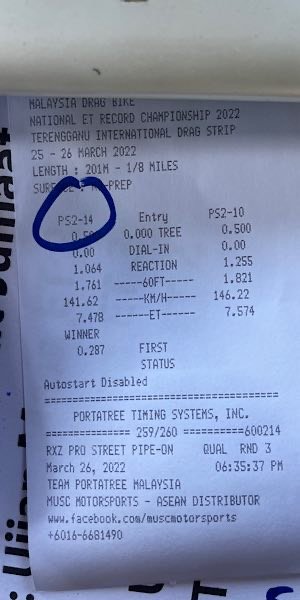 MALAYSIA DRAG BIKE
NATIONAL ET RECORD CHAMPIONSHIP 2022
TERENGGANU INTERNATIONAL DRAG STRIP
25 - 26 MARCH 2022
LENGTH : 201M - 1/8 MILES
PS2-14 Entry PS2-10
0.000 TREE 0.500
0.00 DIAL-IN 0.00
1.064 REACTION 1.255
1.761 -----60FT----- 1.821
141.62 -----KM/H----- 146.22
7.478 ------ET------ 7.574
WINNER
0.287 FIRST
STATUS
Autostart Disabled
========================================
PORTATREE TIMING SYSTEMS, INC.
============== 259/260 ==========600214
RXZ PRO STREET PIPE-ON QUAL RND 3
March 26, 2022 06:35:37 PM
TEAM PORTATREE MALAYSIA
MUSC MOTORSPORTS - ASEAN DISTRIBUTOR
www.facebook.com/muscmotorsports
+6016-6681490